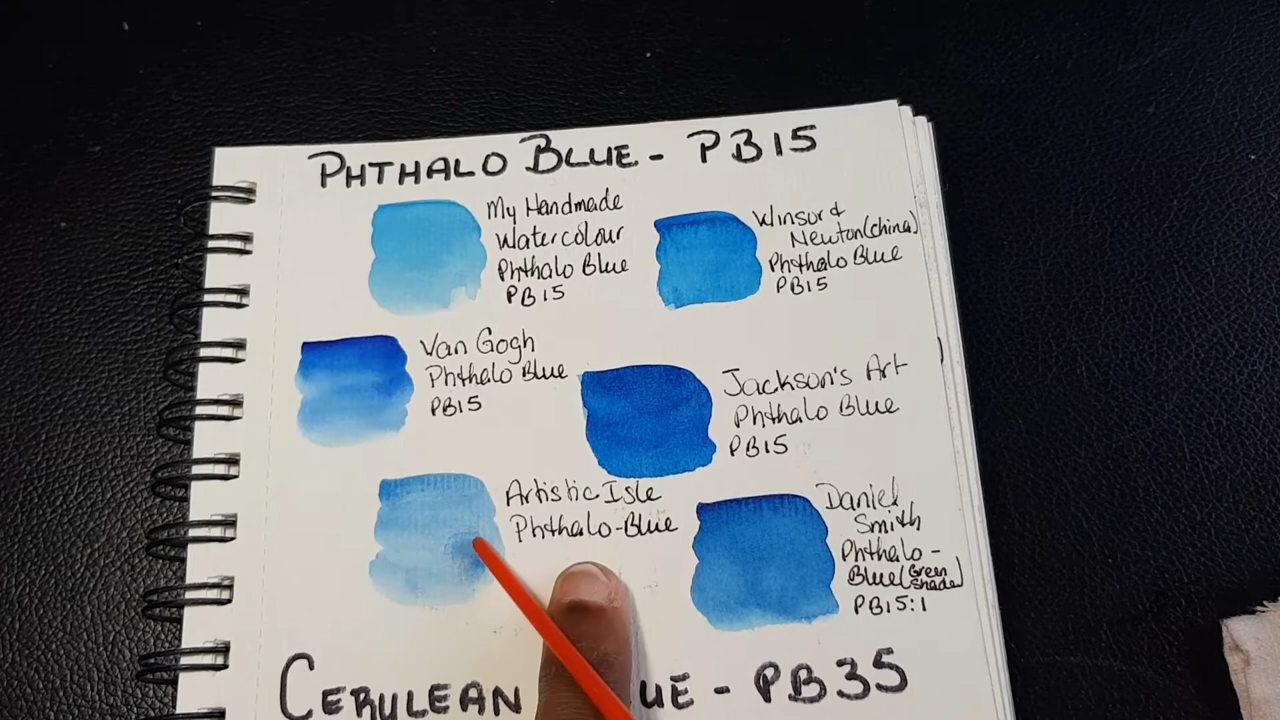 PHTHALO BLUE - PB15
My Handmade
Watercolour
Phthalo Blue
PB15
Winsor &
Newton (China)
Phthalo Blue
PB15
Van Gogh
Phthalo Blue
PB15
Jackson's Art
Phthalo Blue
PB15
Artistic Isle
Phthalo-Blue
Daniel
Smith
Phthalo -
Blue (Green
Shade)
PB15:1
CERULEAN UE - PB35